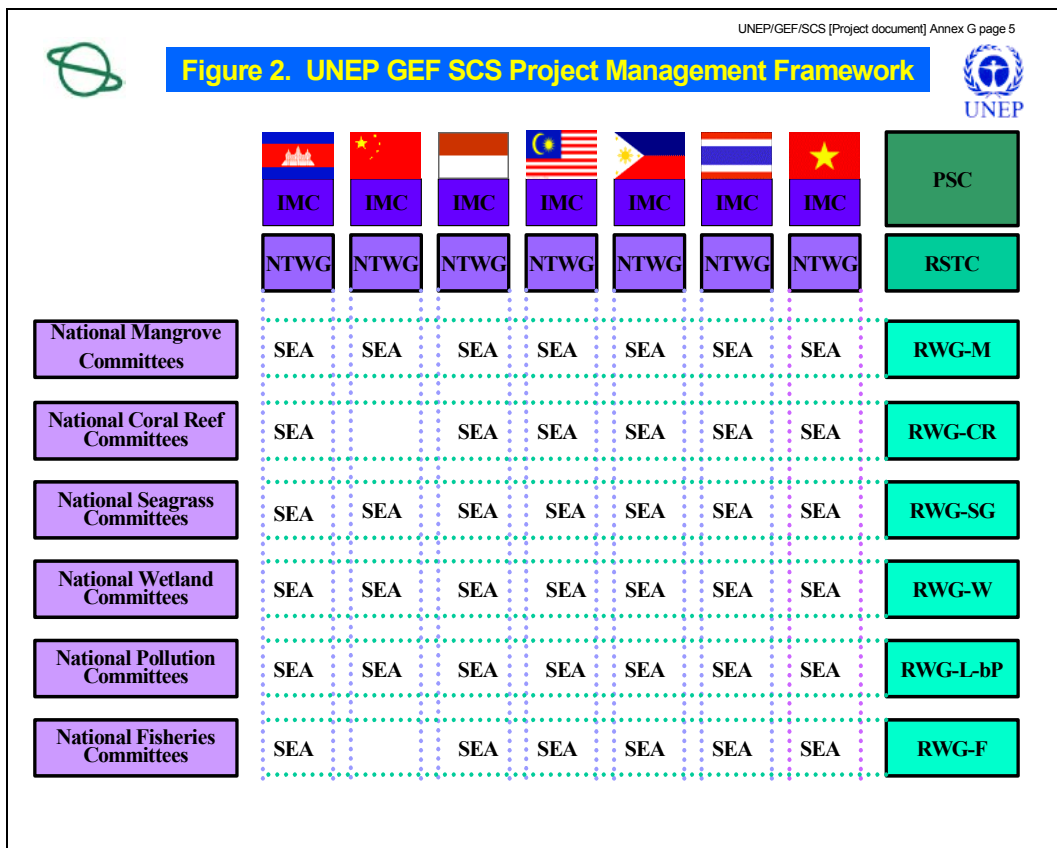 UNEP/GEF/SCS [Project document] Annex G page 5
Figure 2. UNEP GEF SCS Project Management Framework
UNEP
IMC IMC IMC IMC IMC IMC IMC PSC
NTWG NTWG NTWG NTWG NTWG NTWG NTWG RSTC
National Mangrove
Committees
SEA SEA SEA SEA SEA SEA SEA RWG-M
National Coral Reef
Committees
SEA SEA SEA SEA SEA SEA RWG-CR
National Seagrass
Committees
SEA SEA SEA SEA SEA SEA SEA RWG-SG
National Wetland
Committees
SEA SEA SEA SEA SEA SEA SEA RWG-W
National Pollution
Committees
SEA SEA SEA SEA SEA SEA SEA RWG-L-bP
National Fisheries
Committees
SEA SEA SEA SEA SEA SEA RWG-F